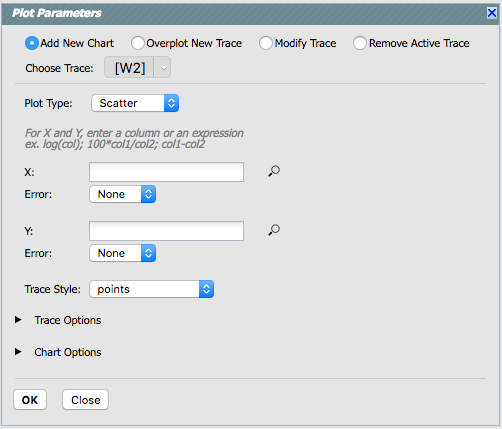 Plot Parameters
Add New Chart Overplot New Trace Modify Trace Remove Active Trace
Choose Trace: [W2]
Plot Type: Scatter
For X and Y, enter a column or an expression
ex. log(col); 100*col1/col2; col1-col2
X:
Error: None
Y:
Error: None
Trace Style: points
Trace Options
Chart Options
OK Close